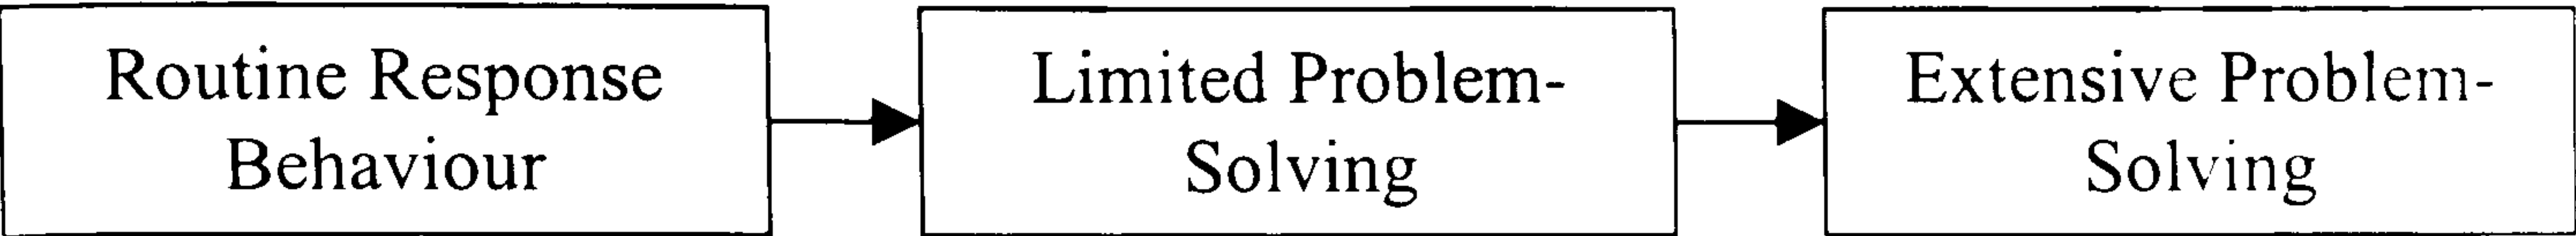 Routine Response
Behaviour
Limited Problem-
Solving
Extensive Problem-
Solving